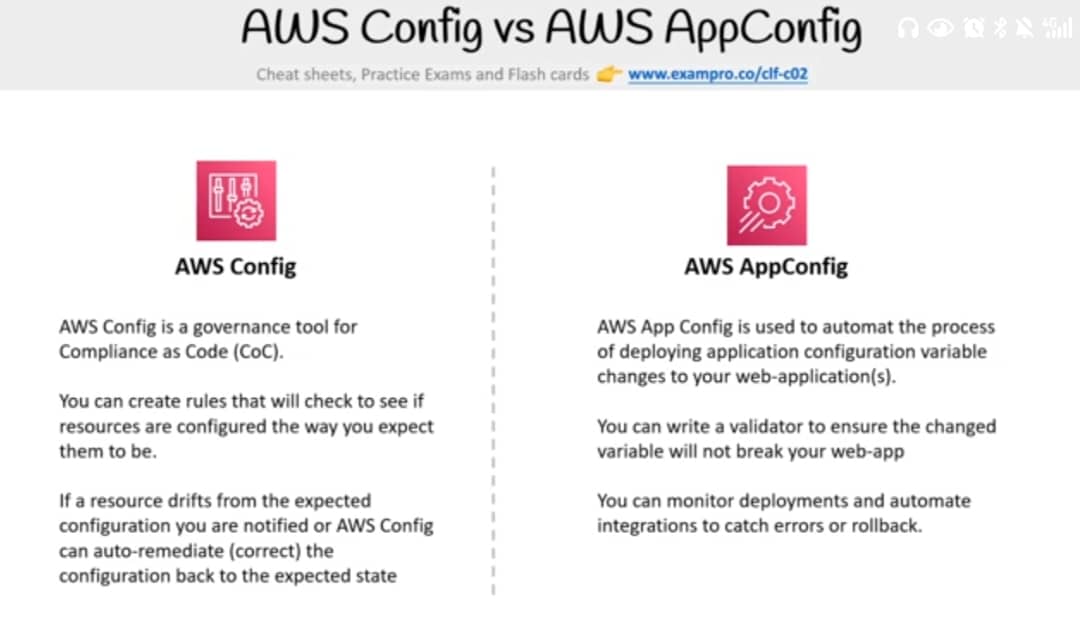 AWS Config vs AWS AppConfig
Cheat sheets, Practice Exams and Flash cards 👉 www.exampro.co/clf-c02
AWS Config
AWS Config is a governance tool for
Compliance as Code (CoC).
You can create rules that will check to see if
resources are configured the way you expect
them to be.
If a resource drifts from the expected
configuration you are notified or AWS Config
can auto-remediate (correct) the
configuration back to the expected state
AWS AppConfig
AWS App Config is used to automat the process
of deploying application configuration variable
changes to your web-application(s).
You can write a validator to ensure the changed
variable will not break your web-app
You can monitor deployments and automate
integrations to catch errors or rollback.